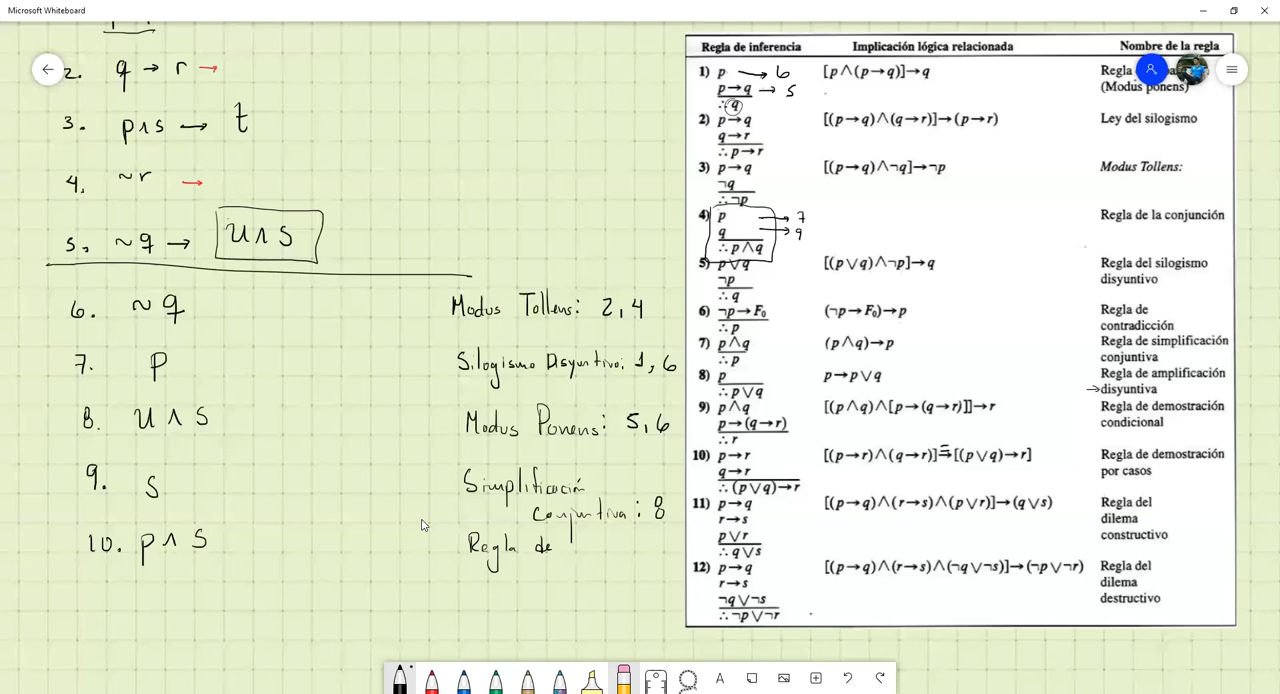 Microsoft Whiteboard
2. q → r →
3. p∧s → t
4. ~r →
5. ~q → u∧s
6. ~q Modus Tollens: 2,4
7. p Silogismo Disyuntivo: 1,6
8. u∧s Modus Ponens: 5,6
9. s Simplificación
Conjuntiva: 8
10. p∧s Regla de
Regla de inferencia Implicación lógica relacionada Nombre de la regla
1) p → 6 [p∧(p→q)]→q Regla
p→q → 5 (Modus ponens)
∴q
2) p→q [(p→q)∧(q→r)]→(p→r) Ley del silogismo
q→r
∴p→r
3) p→q [(p→q)∧¬q]→¬p Modus Tollens:
¬q
∴¬p
4) p → 7 Regla de la conjunción
q → 9
∴p∧q
5) p∨q [(p∨q)∧¬p]→q Regla del silogismo
¬p disyuntivo
∴q
6) ¬p→F₀ (¬p→F₀)→p Regla de
∴p contradicción
7) p∧q (p∧q)→p Regla de simplificación
∴p conjuntiva
8) p p→p∨q Regla de amplificación
∴p∨q → disyuntiva
9) p∧q [(p∧q)∧[p→(q→r)]]→r Regla de demostración
p→(q→r) condicional
∴r
10) p→r [(p→r)∧(q→r)]→[(p∨q)→r] Regla de demostración
q→r por casos
∴(p∨q)→r
11) p→q [(p→q)∧(r→s)∧(p∨r)]→(q∨s) Regla del
r→s dilema
p∨r constructivo
∴q∨s
12) p→q [(p→q)∧(r→s)∧(¬q∨¬s)]→(¬p∨¬r) Regla del
r→s dilema
¬q∨¬s destructivo
∴¬p∨¬r